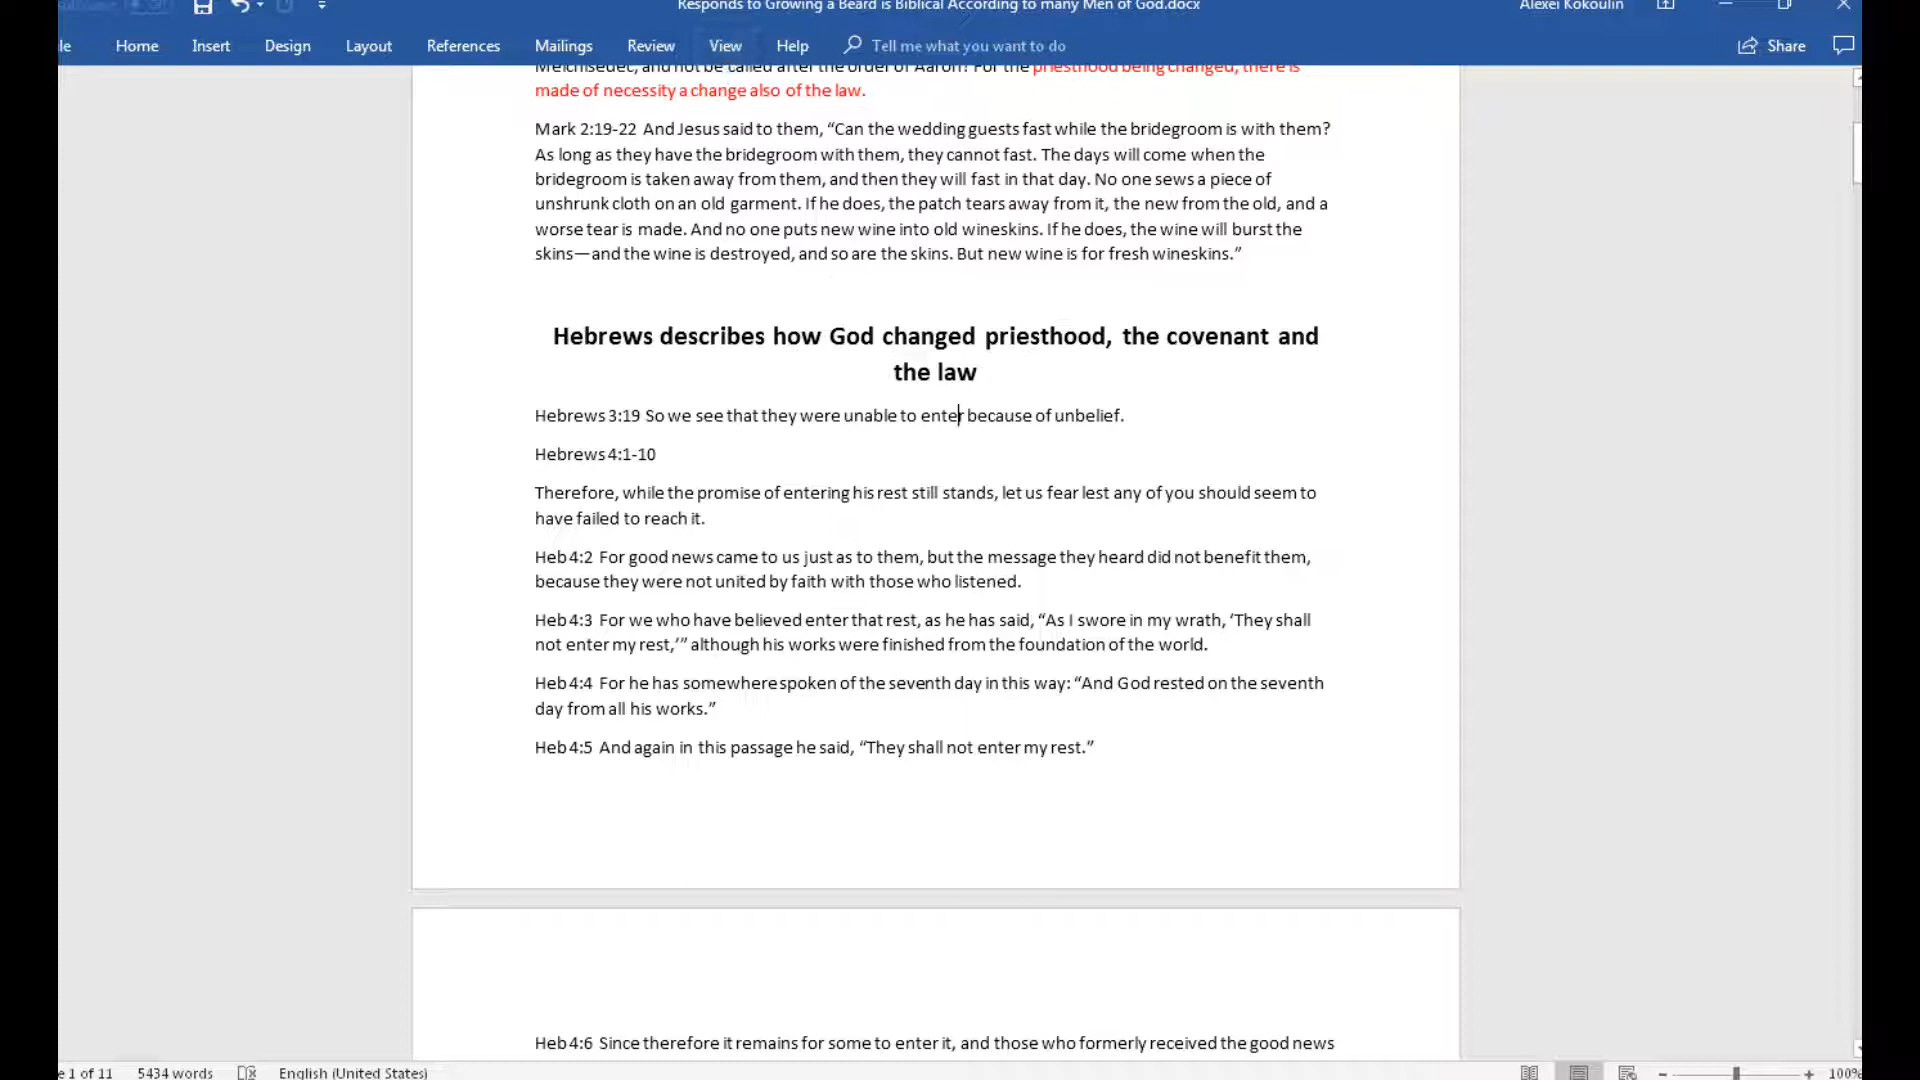 Responds to Growing a Beard is Biblical According to many Men of God.docx
Alexei Kokoulin
le Home Insert Design Layout References Mailings Review View Help Tell me what you want to do Share
Melchisedec, and not be called after the order of Aaron? For the priesthood being changed, there is
made of necessity a change also of the law.
Mark 2:19-22 And Jesus said to them, “Can the wedding guests fast while the bridegroom is with them?
As long as they have the bridegroom with them, they cannot fast. The days will come when the
bridegroom is taken away from them, and then they will fast in that day. No one sews a piece of
unshrunk cloth on an old garment. If he does, the patch tears away from it, the new from the old, and a
worse tear is made. And no one puts new wine into old wineskins. If he does, the wine will burst the
skins—and the wine is destroyed, and so are the skins. But new wine is for fresh wineskins.”
Hebrews describes how God changed priesthood, the covenant and
the law
Hebrews 3:19 So we see that they were unable to enter because of unbelief.
Hebrews 4:1-10
Therefore, while the promise of entering his rest still stands, let us fear lest any of you should seem to
have failed to reach it.
Heb 4:2 For good news came to us just as to them, but the message they heard did not benefit them,
because they were not united by faith with those who listened.
Heb 4:3 For we who have believed enter that rest, as he has said, “As I swore in my wrath, ‘They shall
not enter my rest,’” although his works were finished from the foundation of the world.
Heb 4:4 For he has somewhere spoken of the seventh day in this way: “And God rested on the seventh
day from all his works.”
Heb 4:5 And again in this passage he said, “They shall not enter my rest.”
Heb 4:6 Since therefore it remains for some to enter it, and those who formerly received the good news
e 1 of 11 5434 words English (United States) 100%